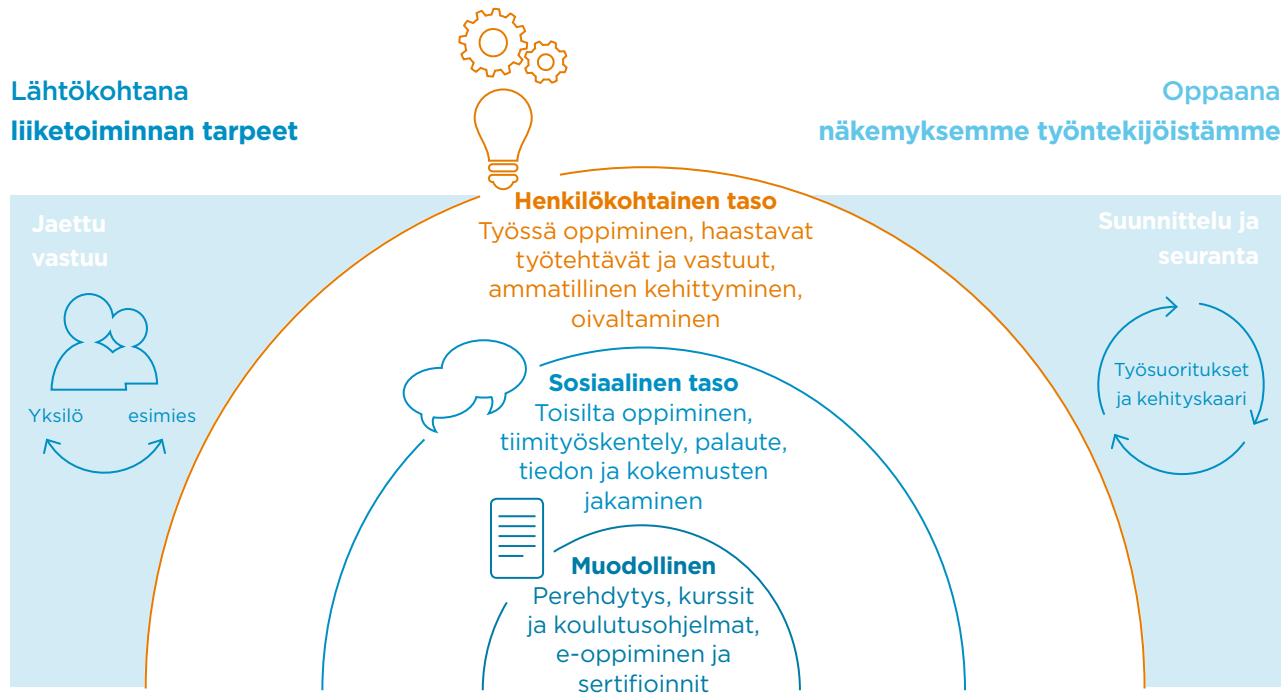 Lähtökohtana
liiketoiminnan tarpeet
Oppaana
näkemyksemme työntekijöistämme
Jaettu
vastuu
Yksilö
esimies
Henkilökohtainen taso
Työssä oppiminen, haastavat
työtehtävät ja vastuut,
ammatillinen kehittyminen,
oivaltaminen
Sosiaalinen taso
Toisilta oppiminen,
tiimityöskentely, palaute,
tiedon ja kokemusten
jakaminen
Muodollinen
Perehdytys, kurssit
ja koulutusohjelmat,
e-oppiminen ja
sertifioinnit
Suunnittelu ja
seuranta
Työsuoritukset
ja kehityskaari